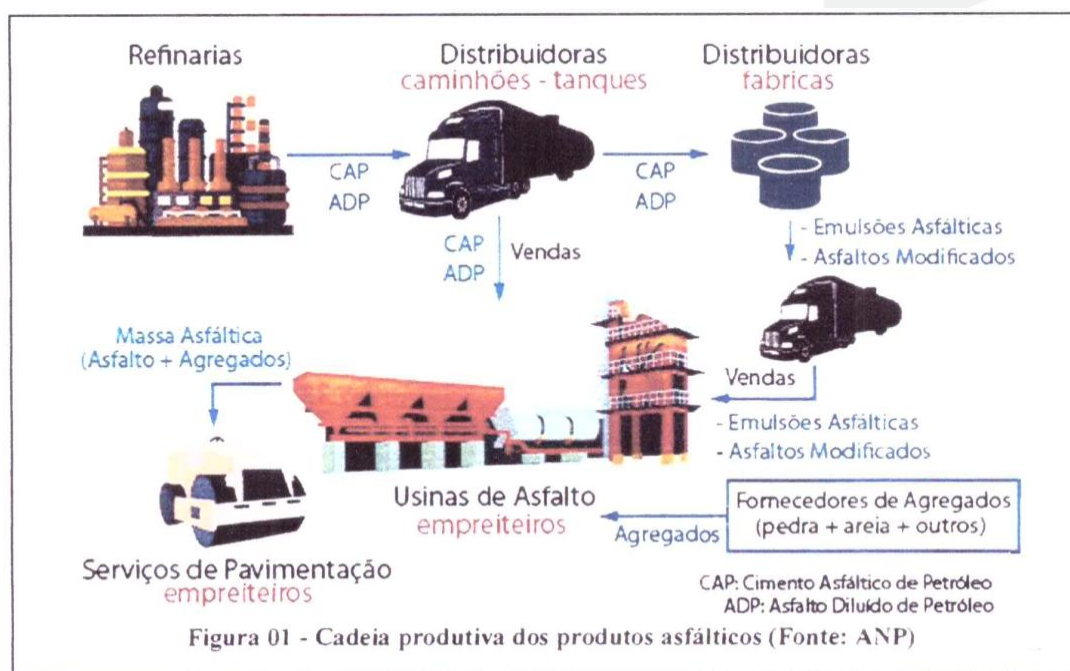 Refinarias
Distribuidoras
caminhões - tanques
Distribuidoras
fabricas
CAP
ADP
CAP
ADP
CAP
ADP
Vendas
- Emulsões Asfálticas
- Asfaltos Modificados
Massa Asfáltica
(Asfalto + Agregados)
Vendas
- Emulsões Asfálticas
- Asfaltos Modificados
Usinas de Asfalto
empreiteiros
Agregados
Fornecedores de Agregados
(pedra + areia + outros)
Serviços de Pavimentação
empreiteiros
CAP: Cimento Asfáltico de Petróleo
ADP: Asfalto Diluído de Petróleo
Figura 01 - Cadeia produtiva dos produtos asfálticos (Fonte: ANP)